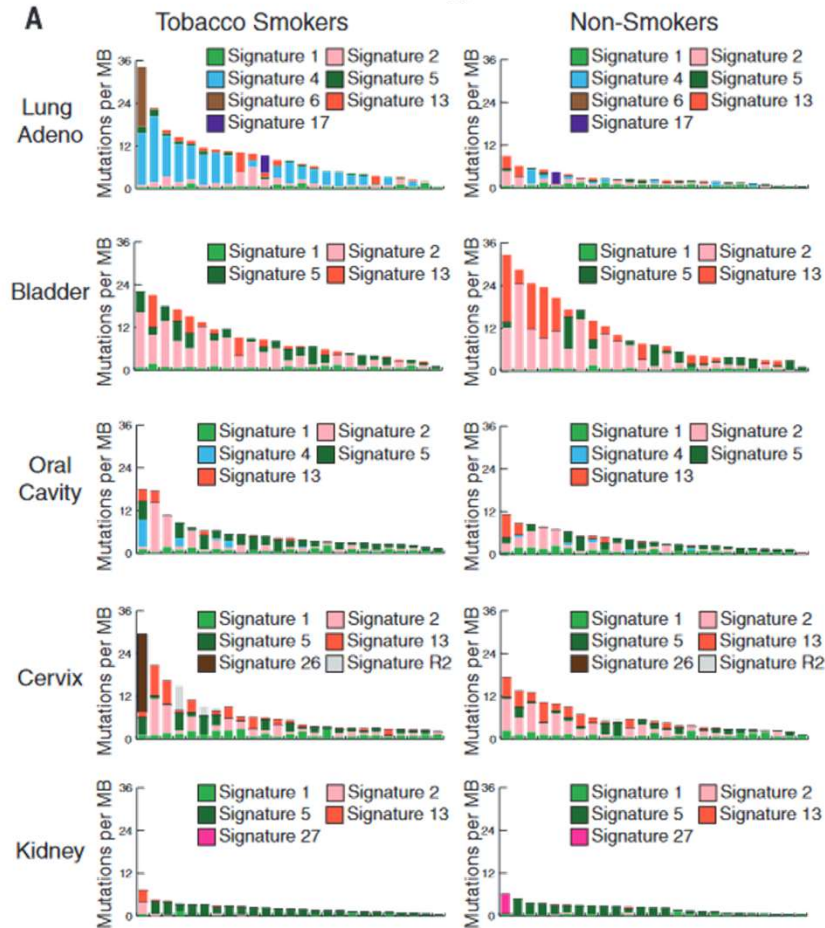 A
Tobacco Smokers
Non-Smokers
Lung
Adeno
Mutations per MB
36
24
12
0
Signature 1
Signature 2
Signature 4
Signature 5
Signature 6
Signature 13
Signature 17
Mutations per MB
36
24
12
0
Signature 1
Signature 2
Signature 4
Signature 5
Signature 6
Signature 13
Signature 17
Bladder
Mutations per MB
36
24
12
0
Signature 1
Signature 2
Signature 5
Signature 13
Mutations per MB
36
24
12
0
Signature 1
Signature 2
Signature 5
Signature 13
Oral
Cavity
Mutations per MB
36
24
12
0
Signature 1
Signature 2
Signature 4
Signature 5
Signature 13
Mutations per MB
36
24
12
0
Signature 1
Signature 2
Signature 4
Signature 5
Signature 13
Cervix
Mutations per MB
36
24
12
0
Signature 1
Signature 2
Signature 5
Signature 13
Signature 26
Signature R2
Mutations per MB
36
24
12
0
Signature 1
Signature 2
Signature 5
Signature 13
Signature 26
Signature R2
Kidney
Mutations per MB
36
24
12
0
Signature 1
Signature 2
Signature 5
Signature 13
Signature 27
Mutations per MB
36
24
12
0
Signature 1
Signature 2
Signature 5
Signature 13
Signature 27